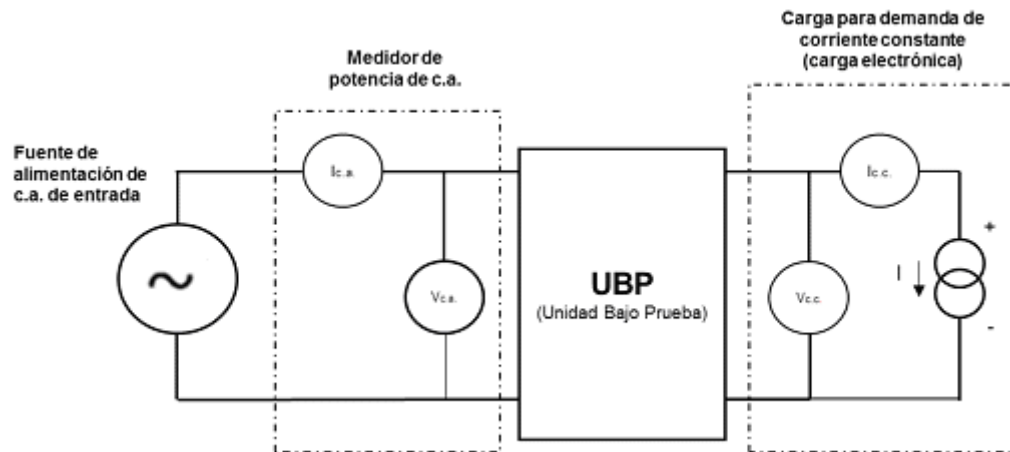 Carga para demanda de
corriente constante
(carga electrónica)
Medidor de
potencia de c.a.
Fuente de
alimentación de
c.a. de entrada
Ic.a.
Ic.c.
Vc.a.
Vc.c.
UBP
(Unidad Bajo Prueba)
I
+
-